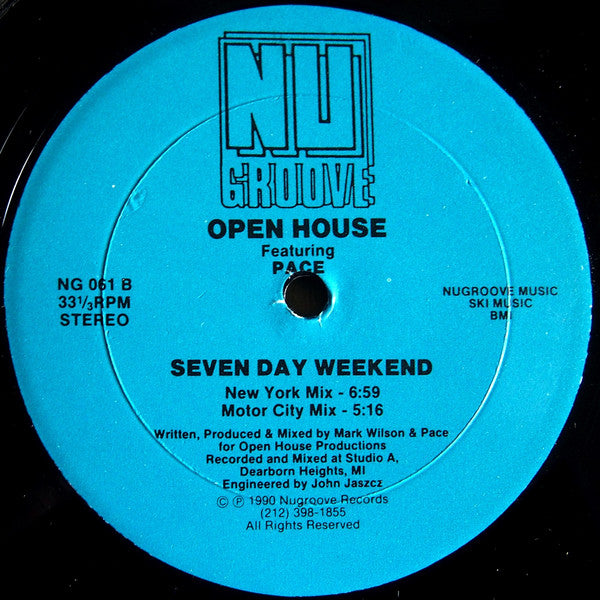 NU
GROOVE
OPEN HOUSE
Featuring
PACE
NG 061 B
33⅓RPM
STEREO
NUGROOVE MUSIC
SKI MUSIC
BMI
SEVEN DAY WEEKEND
New York Mix - 6:59
Motor City Mix - 5:16
Written, Produced & Mixed by Mark Wilson & Pace
for Open House Productions
Recorded and Mixed at Studio A,
Dearborn Heights, MI
Engineered by John Jaszcz
© ℗ 1990 Nugroove Records
(212) 398-1855
All Rights Reserved